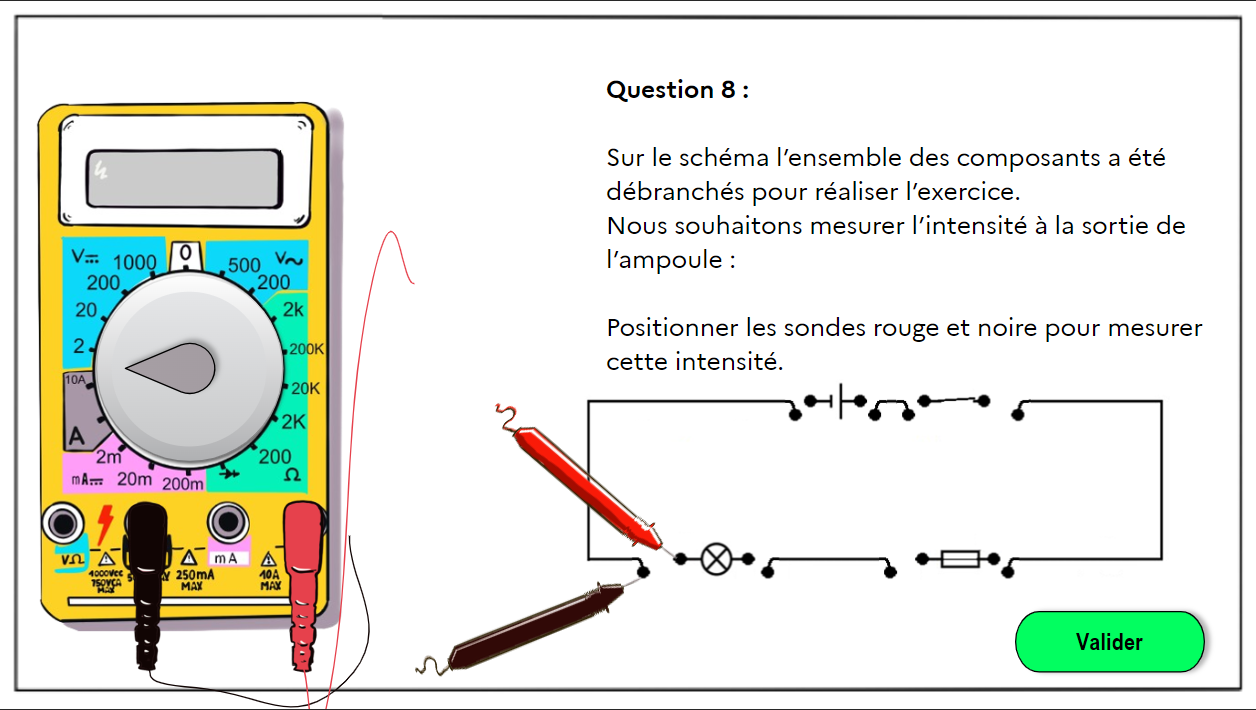 Question 8 :
Sur le schéma l’ensemble des composants a été
débranchés pour réaliser l’exercice.
Nous souhaitons mesurer l’intensité à la sortie de
l’ampoule :
Positionner les sondes rouge et noire pour mesurer
cette intensité.
V
1000
0
500
V
200
200
20
2k
2
200K
10A
20K
A
2K
2m
200
mA
20m
200m
Ω
VΩ
mA
1000VCC
750VCA
MAX
250mA
MAX
10A
MAX
Valider